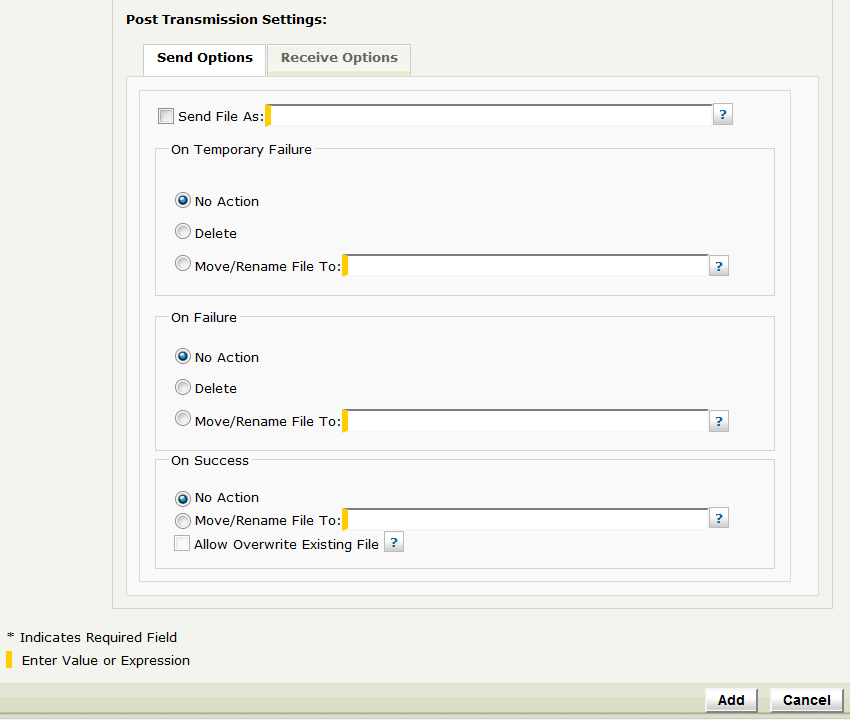 Post Transmission Settings:
Send Options
Receive Options
Send File As:
?
On Temporary Failure
No Action
Delete
Move/Rename File To:
?
On Failure
No Action
Delete
Move/Rename File To:
?
On Success
No Action
Move/Rename File To:
?
Allow Overwrite Existing File
?
* Indicates Required Field
Enter Value or Expression
Add
Cancel